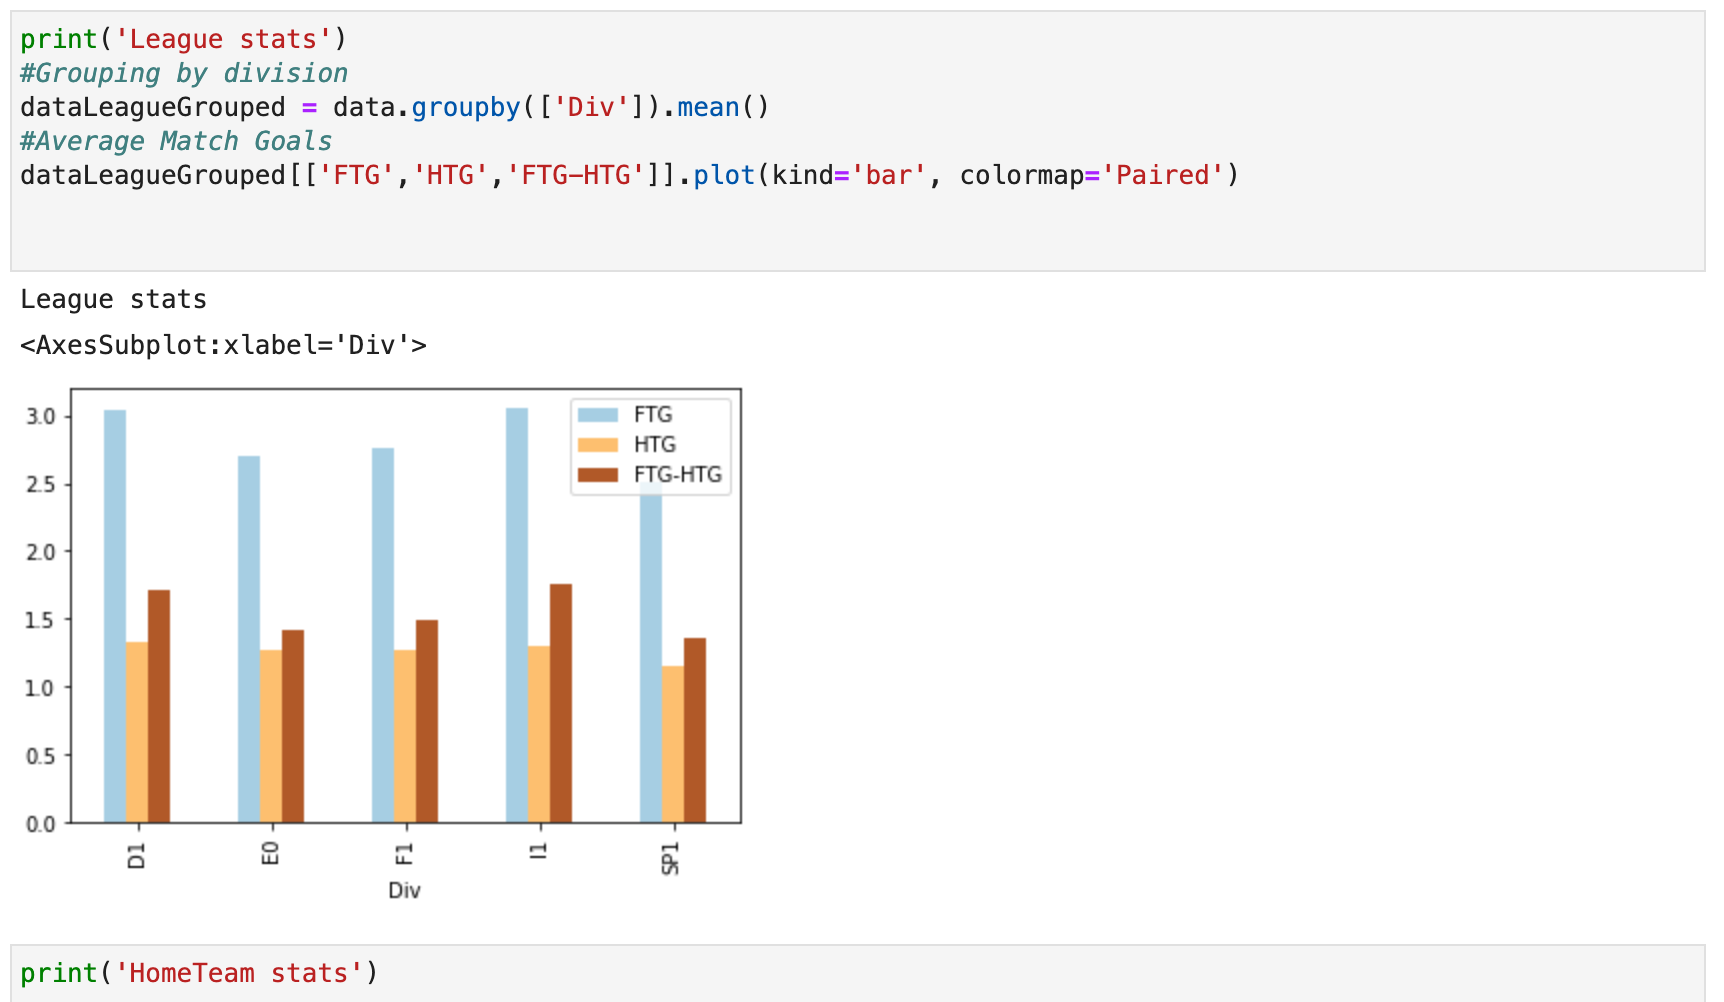 print('League stats')
#Grouping by division
dataLeagueGrouped = data.groupby(['Div']).mean()
#Average Match Goals
dataLeagueGrouped[['FTG','HTG','FTG-HTG']].plot(kind='bar', colormap='Paired')
League stats
<AxesSubplot:xlabel='Div'>
3.0
2.5
2.0
1.5
1.0
0.5
0.0
FTG
HTG
FTG-HTG
D1
E0
F1
I1
SP1
Div
print('HomeTeam stats')